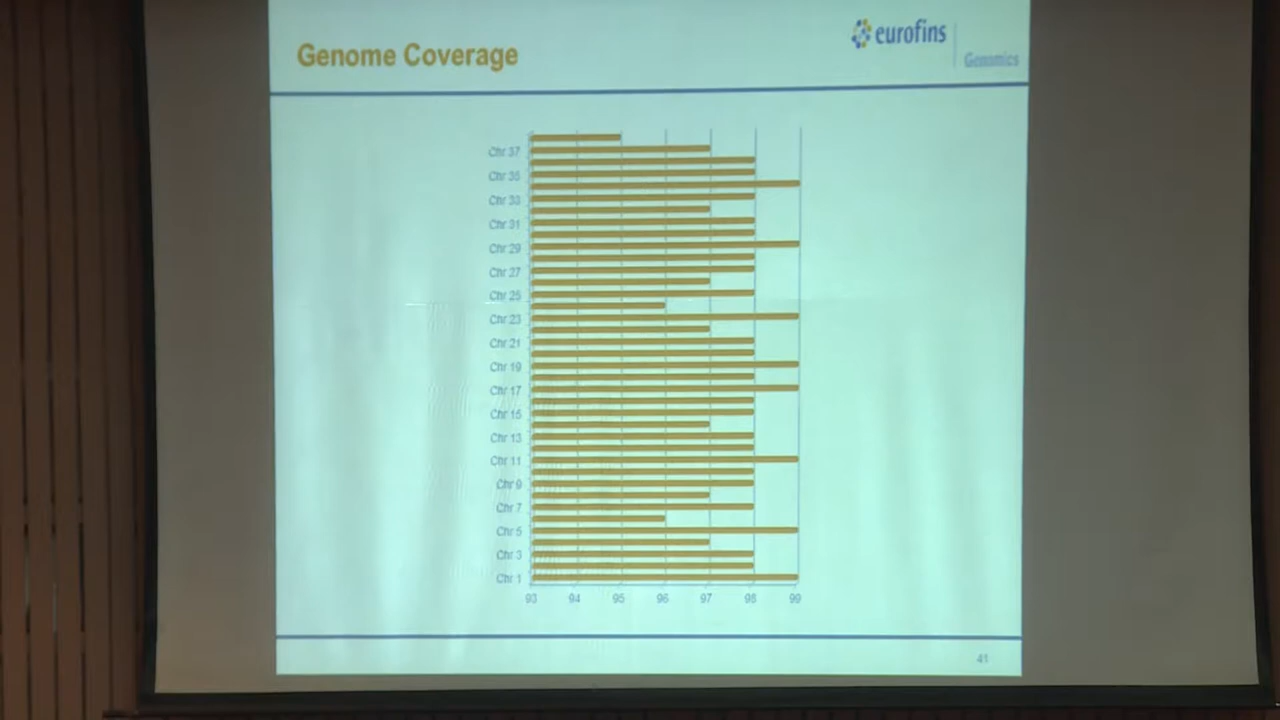 Genome Coverage
eurofins
Genomics
Chr 37
Chr 35
Chr 33
Chr 31
Chr 29
Chr 27
Chr 25
Chr 23
Chr 21
Chr 19
Chr 17
Chr 15
Chr 13
Chr 11
Chr 9
Chr 7
Chr 5
Chr 3
Chr 1
93 94 95 96 97 98 99
41